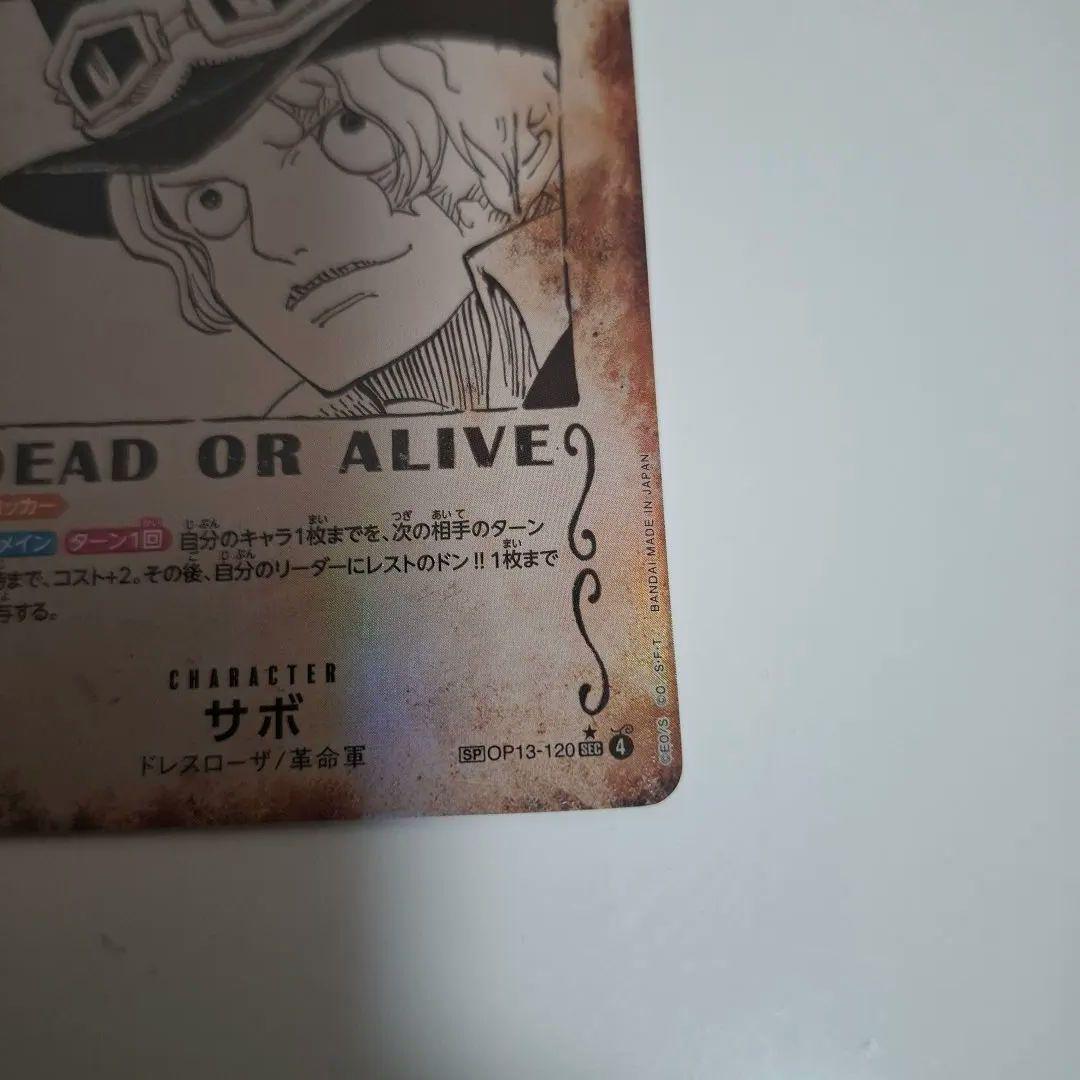 DEAD OR ALIVE
ッカー
メイン ターン1回 自分のキャラ1枚までを、次の相手のターン
時まで、コスト+2。その後、自分のリーダーにレストのドン!!1枚まで
与する。
CHARACTER
サボ
ドレスローザ/革命軍
SP OP13-120 SEC ★ 4
©E.O/S ©O/S･F･T BANDAI MADE IN JAPAN